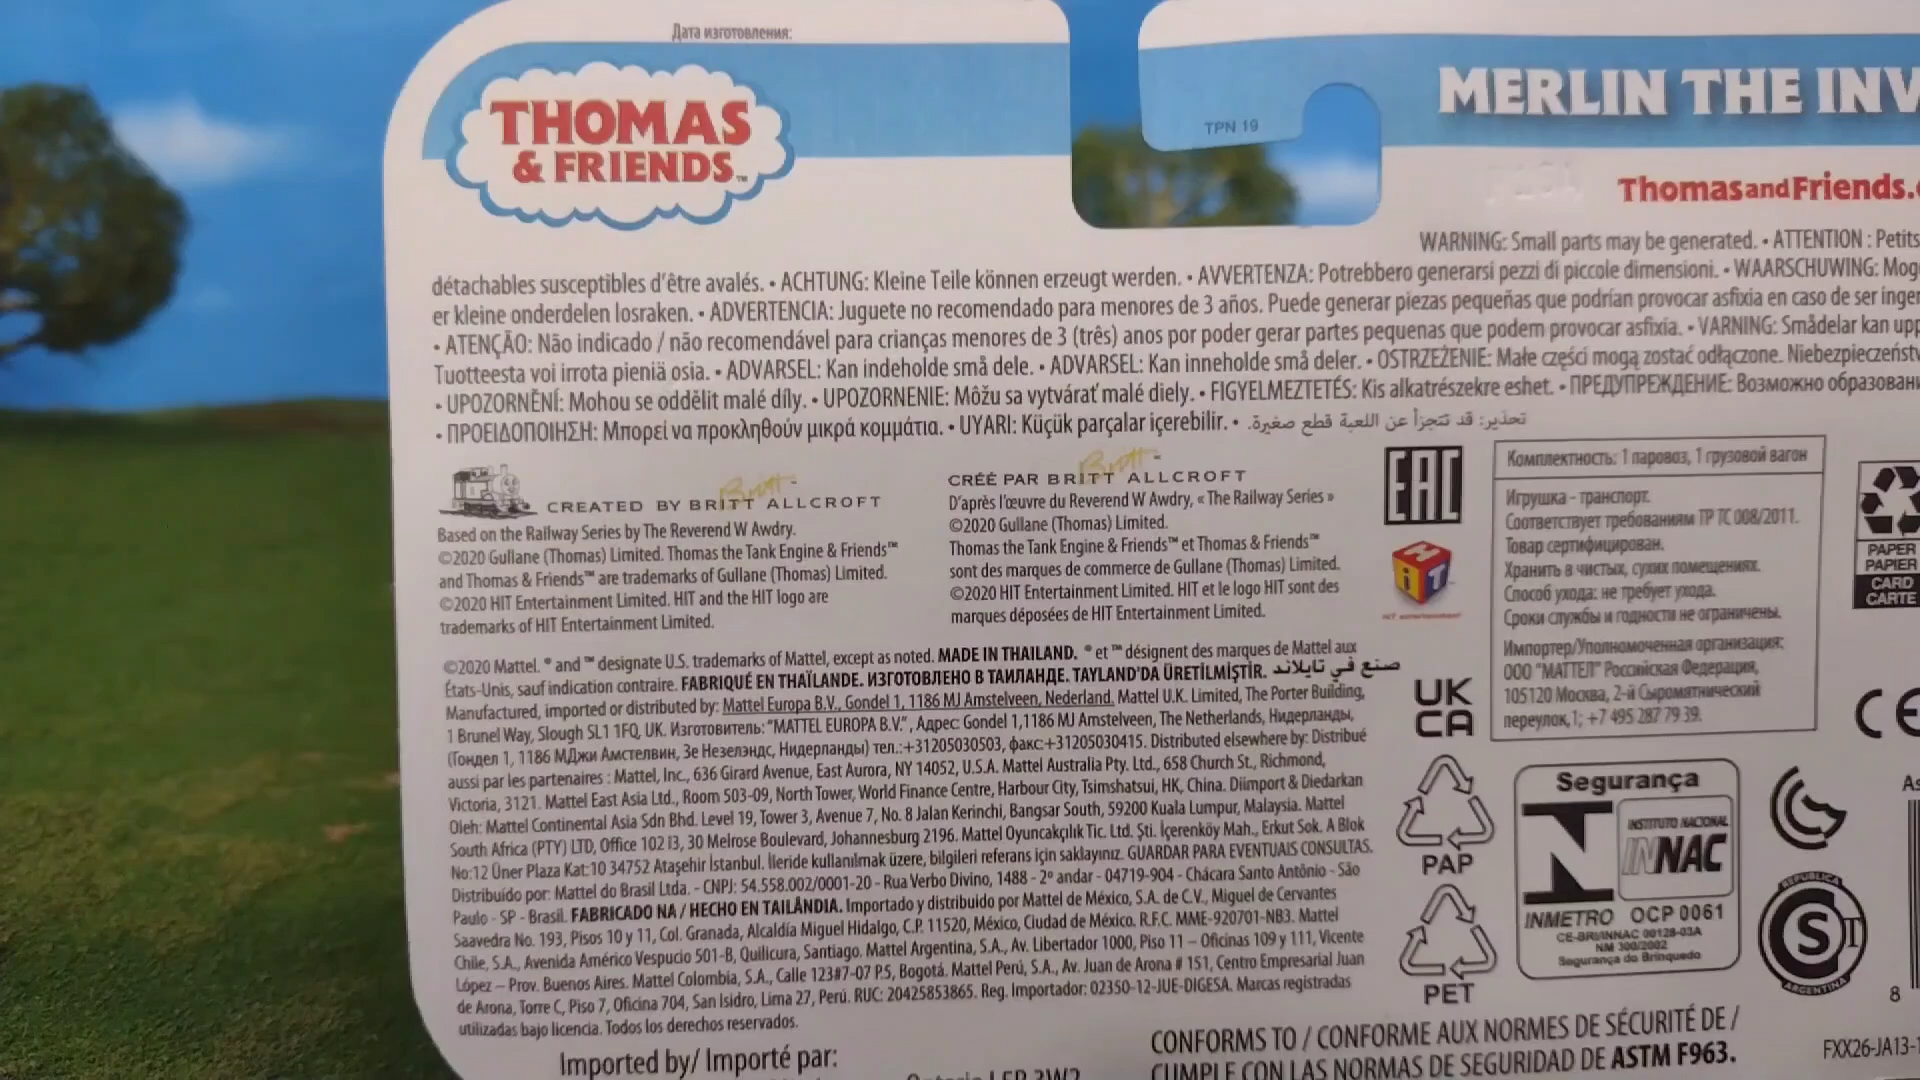 Дата изготовления:
THOMAS
& FRIENDS™
TPN 19
MERLIN THE
ThomasandFriends.
WARNING: Small parts may be generated. • ATTENTION : Petits
détachables susceptibles d'être avalés. • ACHTUNG: Kleine Teile können erzeugt werden. • AVVERTENZA: Potrebbero generarsi pezzi di piccole dimensioni. • WAARSCHUWING:
er kleine onderdelen losraken. • ADVERTENCIA: Juguete no recomendado para menores de 3 años. Puede generar piezas pequeñas que podrían provocar asfixia en caso de ser
• ATENÇÃO: Não indicado / não recomendável para crianças menores de 3 (três) anos por poder gerar partes pequenas que podem provocar asfixia. • VARNING: Smådelar kan
Tuotteesta voi irrota pieniä osia. • ADVARSEL: Kan indeholde små dele. • ADVARSEL: Kan inneholde små deler. • OSTRZEŻENIE: Małe części mogą zostać odłączone.
• UPOZORNĚNÍ: Mohou se oddělit malé díly. • UPOZORNENIE: Môžu sa vytvárať malé diely. • FIGYELMEZTETÉS: Kis alkatrészekre eshet. • ПРЕДУПРЕЖДЕНИЕ: Возможно
• ΠΡΟΕΙΔΟΠΟΙΗΣΗ: Μπορεί να προκληθούν μικρά κομμάτια. • UYARI: Küçük parçalar içerebilir. • تحذير: قد تتجزأ عن اللعبة قطع صغيرة.
Britt
CREATED BY BRITT ALLCROFT
Based on the Railway Series by The Reverend W Awdry.
©2020 Gullane (Thomas) Limited. Thomas the Tank Engine & Friends™
and Thomas & Friends™ are trademarks of Gullane (Thomas) Limited.
©2020 HIT Entertainment Limited. HIT and the HIT logo are
trademarks of HIT Entertainment Limited.
Britt
CRÉÉ PAR BRITT ALLCROFT
D'après l'œuvre du Reverend W Awdry, « The Railway Series »
©2020 Gullane (Thomas) Limited.
Thomas the Tank Engine & Friends™ et Thomas & Friends™
sont des marques de commerce de Gullane (Thomas) Limited.
©2020 HIT Entertainment Limited. HIT et le logo HIT sont des
marques déposées de HIT Entertainment Limited.
EAC
HiT
HIT entertainment
Комплектность: 1 паровоз, 1 грузовой вагон
Игрушка – транспорт.
Соответствует требованиям ТР ТС 008/2011.
Товар сертифицирован.
Хранить в чистых, сухих помещениях.
Способ ухода: не требует ухода.
Сроки службы и годности не ограничены.
Импортер/Уполномоченная организация:
ООО "МАТТЕЛ" Российская Федерация,
105120 Москва, 2-й Сыромятнический
переулок, 1; +7 495 287 79 39.
PAPER
PAPIER
CARD
CARTE
©2020 Mattel. ® and ™ designate U.S. trademarks of Mattel, except as noted. MADE IN THAILAND. ® et ™ désignent des marques de Mattel aux
États-Unis, sauf indication contraire. FABRIQUÉ EN THAÏLANDE. ИЗГОТОВЛЕНО В ТАИЛАНДЕ. TAYLAND'DA ÜRETİLMİŞTİR. صنع في تايلاند
Manufactured, imported or distributed by: Mattel Europa B.V., Gondel 1, 1186 MJ Amstelveen, Nederland. Mattel U.K. Limited, The Porter Building,
1 Brunel Way, Slough SL1 1FQ, UK. Изготовитель: "MATTEL EUROPA B.V.", Адрес: Gondel 1,1186 MJ Amstelveen, The Netherlands, Нидерланды,
(Гондел 1, 1186 МДжи Амстелвин, Зе Незелэндс, Нидерланды) тел.:+31205030503, факс:+31205030415. Distributed elsewhere by: Distribué
aussi par les partenaires : Mattel, Inc., 636 Girard Avenue, East Aurora, NY 14052, U.S.A. Mattel Australia Pty. Ltd., 658 Church St., Richmond,
Victoria, 3121. Mattel East Asia Ltd., Room 503-09, North Tower, World Finance Centre, Harbour City, Tsimshatsui, HK, China. Diimport & Diedarkan
Oleh: Mattel Continental Asia Sdn Bhd. Level 19, Tower 3, Avenue 7, No. 8 Jalan Kerinchi, Bangsar South, 59200 Kuala Lumpur, Malaysia. Mattel
South Africa (PTY) LTD, Office 102 I3, 30 Melrose Boulevard, Johannesburg 2196. Mattel Oyuncakçılık Tic. Ltd. Şti. İçerenköy Mah., Erkut Sok. A Blok
No:12 Üner Plaza Kat:10 34752 Ataşehir İstanbul. İleride kullanılmak üzere, bilgileri referans için saklayınız. GUARDAR PARA EVENTUAIS CONSULTAS.
Distribuído por: Mattel do Brasil Ltda. - CNPJ: 54.558.002/0001-20 - Rua Verbo Divino, 1488 - 2º andar - 04719-904 - Chácara Santo Antônio - São
Paulo - SP - Brasil. FABRICADO NA / HECHO EN TAILÂNDIA. Importado y distribuido por Mattel de México, S.A. de C.V., Miguel de Cervantes
Saavedra No. 193, Pisos 10 y 11, Col. Granada, Alcaldía Miguel Hidalgo, C.P. 11520, México, Ciudad de México. R.F.C. MME-920701-NB3. Mattel
Chile, S.A., Avenida Américo Vespucio 501-B, Quilicura, Santiago. Mattel Argentina, S.A., Av. Libertador 1000, Piso 11 – Oficinas 109 y 111, Vicente
López – Prov. Buenos Aires. Mattel Colombia, S.A., Calle 123#7-07 P.5, Bogotá. Mattel Perú, S.A., Av. Juan de Arona # 151, Centro Empresarial Juan
de Arona, Torre C, Piso 7, Oficina 704, San Isidro, Lima 27, Perú. RUC: 20425853865. Reg. Importador: 02350-12-JUE-DIGESA. Marcas registradas
utilizadas bajo licencia. Todos los derechos reservados.
UK
CA
CE
PAP
PET
Segurança
INSTITUTO NACIONAL
INNAC
INMETRO OCP 0061
CE-BRI/INNAC 00128-03A
NM 300/2002
Segurança do Brinquedo
REPUBLICA
S
ARGENTINA
8
Imported by/ Importé par:
CONFORMS TO / CONFORME AUX NORMES DE SÉCURITÉ DE /
CUMPLE CON LAS NORMAS DE SEGURIDAD DE ASTM F963.
FXX26-JA13-